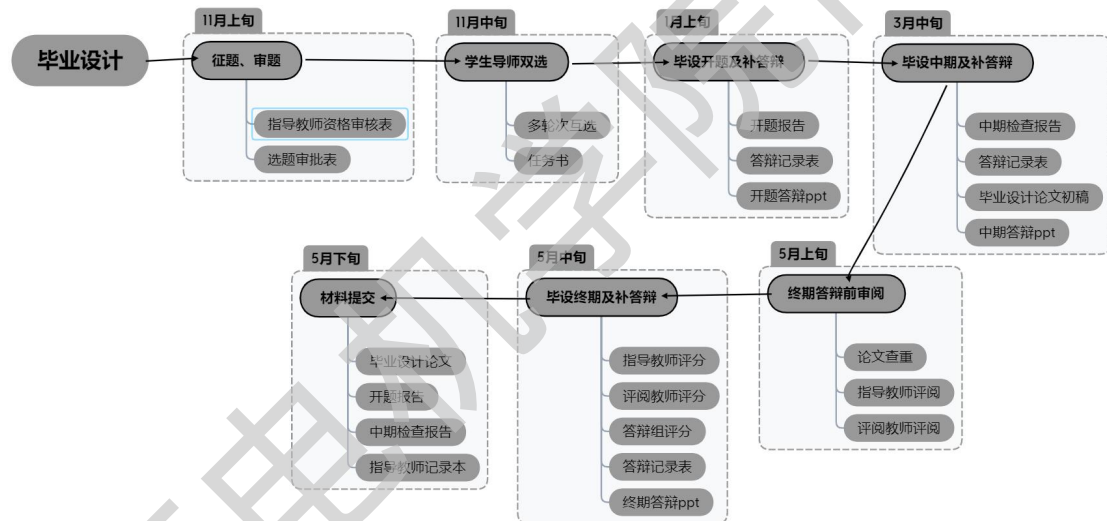 毕业设计
11月上旬
征题、审题
指导教师资格审核表
选题审批表
11月中旬
学生导师双选
多轮次互选
任务书
1月上旬
毕设开题及补答辩
开题报告
答辩记录表
开题答辩ppt
3月中旬
毕设中期及补答辩
中期检查报告
答辩记录表
毕业设计论文初稿
中期答辩ppt
5月上旬
终期答辩前审阅
论文查重
指导教师评阅
评阅教师评阅
5月中旬
毕设终期及补答辩
指导教师评分
评阅教师评分
答辩组评分
答辩记录表
终期答辩ppt
5月下旬
材料提交
毕业设计论文
开题报告
中期检查报告
指导教师记录本
电机学院